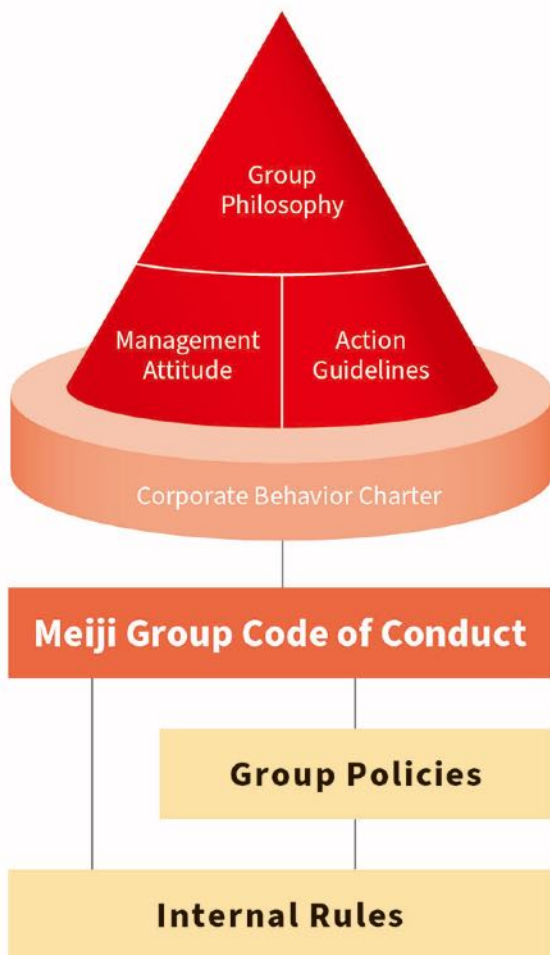 Group
Philosophy
Management
Attitude
Action
Guidelines
Corporate Behavior Charter
Meiji Group Code of Conduct
Group Policies
Internal Rules